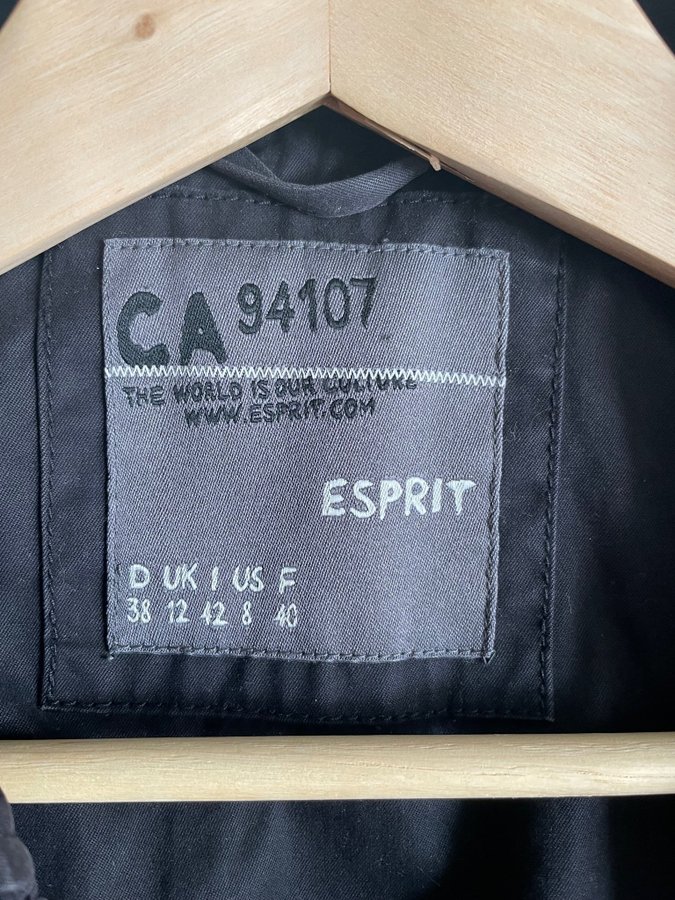 CA 94107
THE WORLD IS OUR CULTURE
WWW.ESPRIT.COM
ESPRIT
D UK I US F
38 12 42 8 40